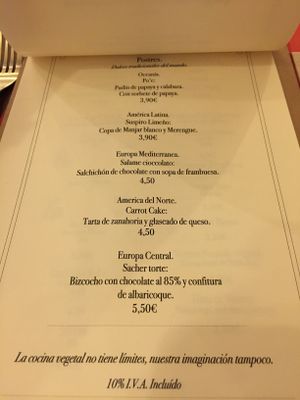 Postres.
Dulces tradicionales del mundo.
Oceanía.
Po'e:
Pudin de papaya y calabaza.
Con sorbete de papaya.
3,90€
América Latina.
Suspiro Limeño:
Copa de Manjar blanco y Merengue.
3,90€
Europa Mediterranea.
Salame cioccolato:
Salchichón de chocolate con sopa de frambuesa.
4,50
America del Norte.
Carrot Cake:
Tarta de zanahoria y glaseado de queso.
4,50
Europa Central.
Sacher torte:
Bizcocho con chocolate al 85% y confitura
de albaricoque.
5,50€
La cocina vegetal no tiene límites, nuestra imaginación tampoco.
10% I.V.A. Incluído